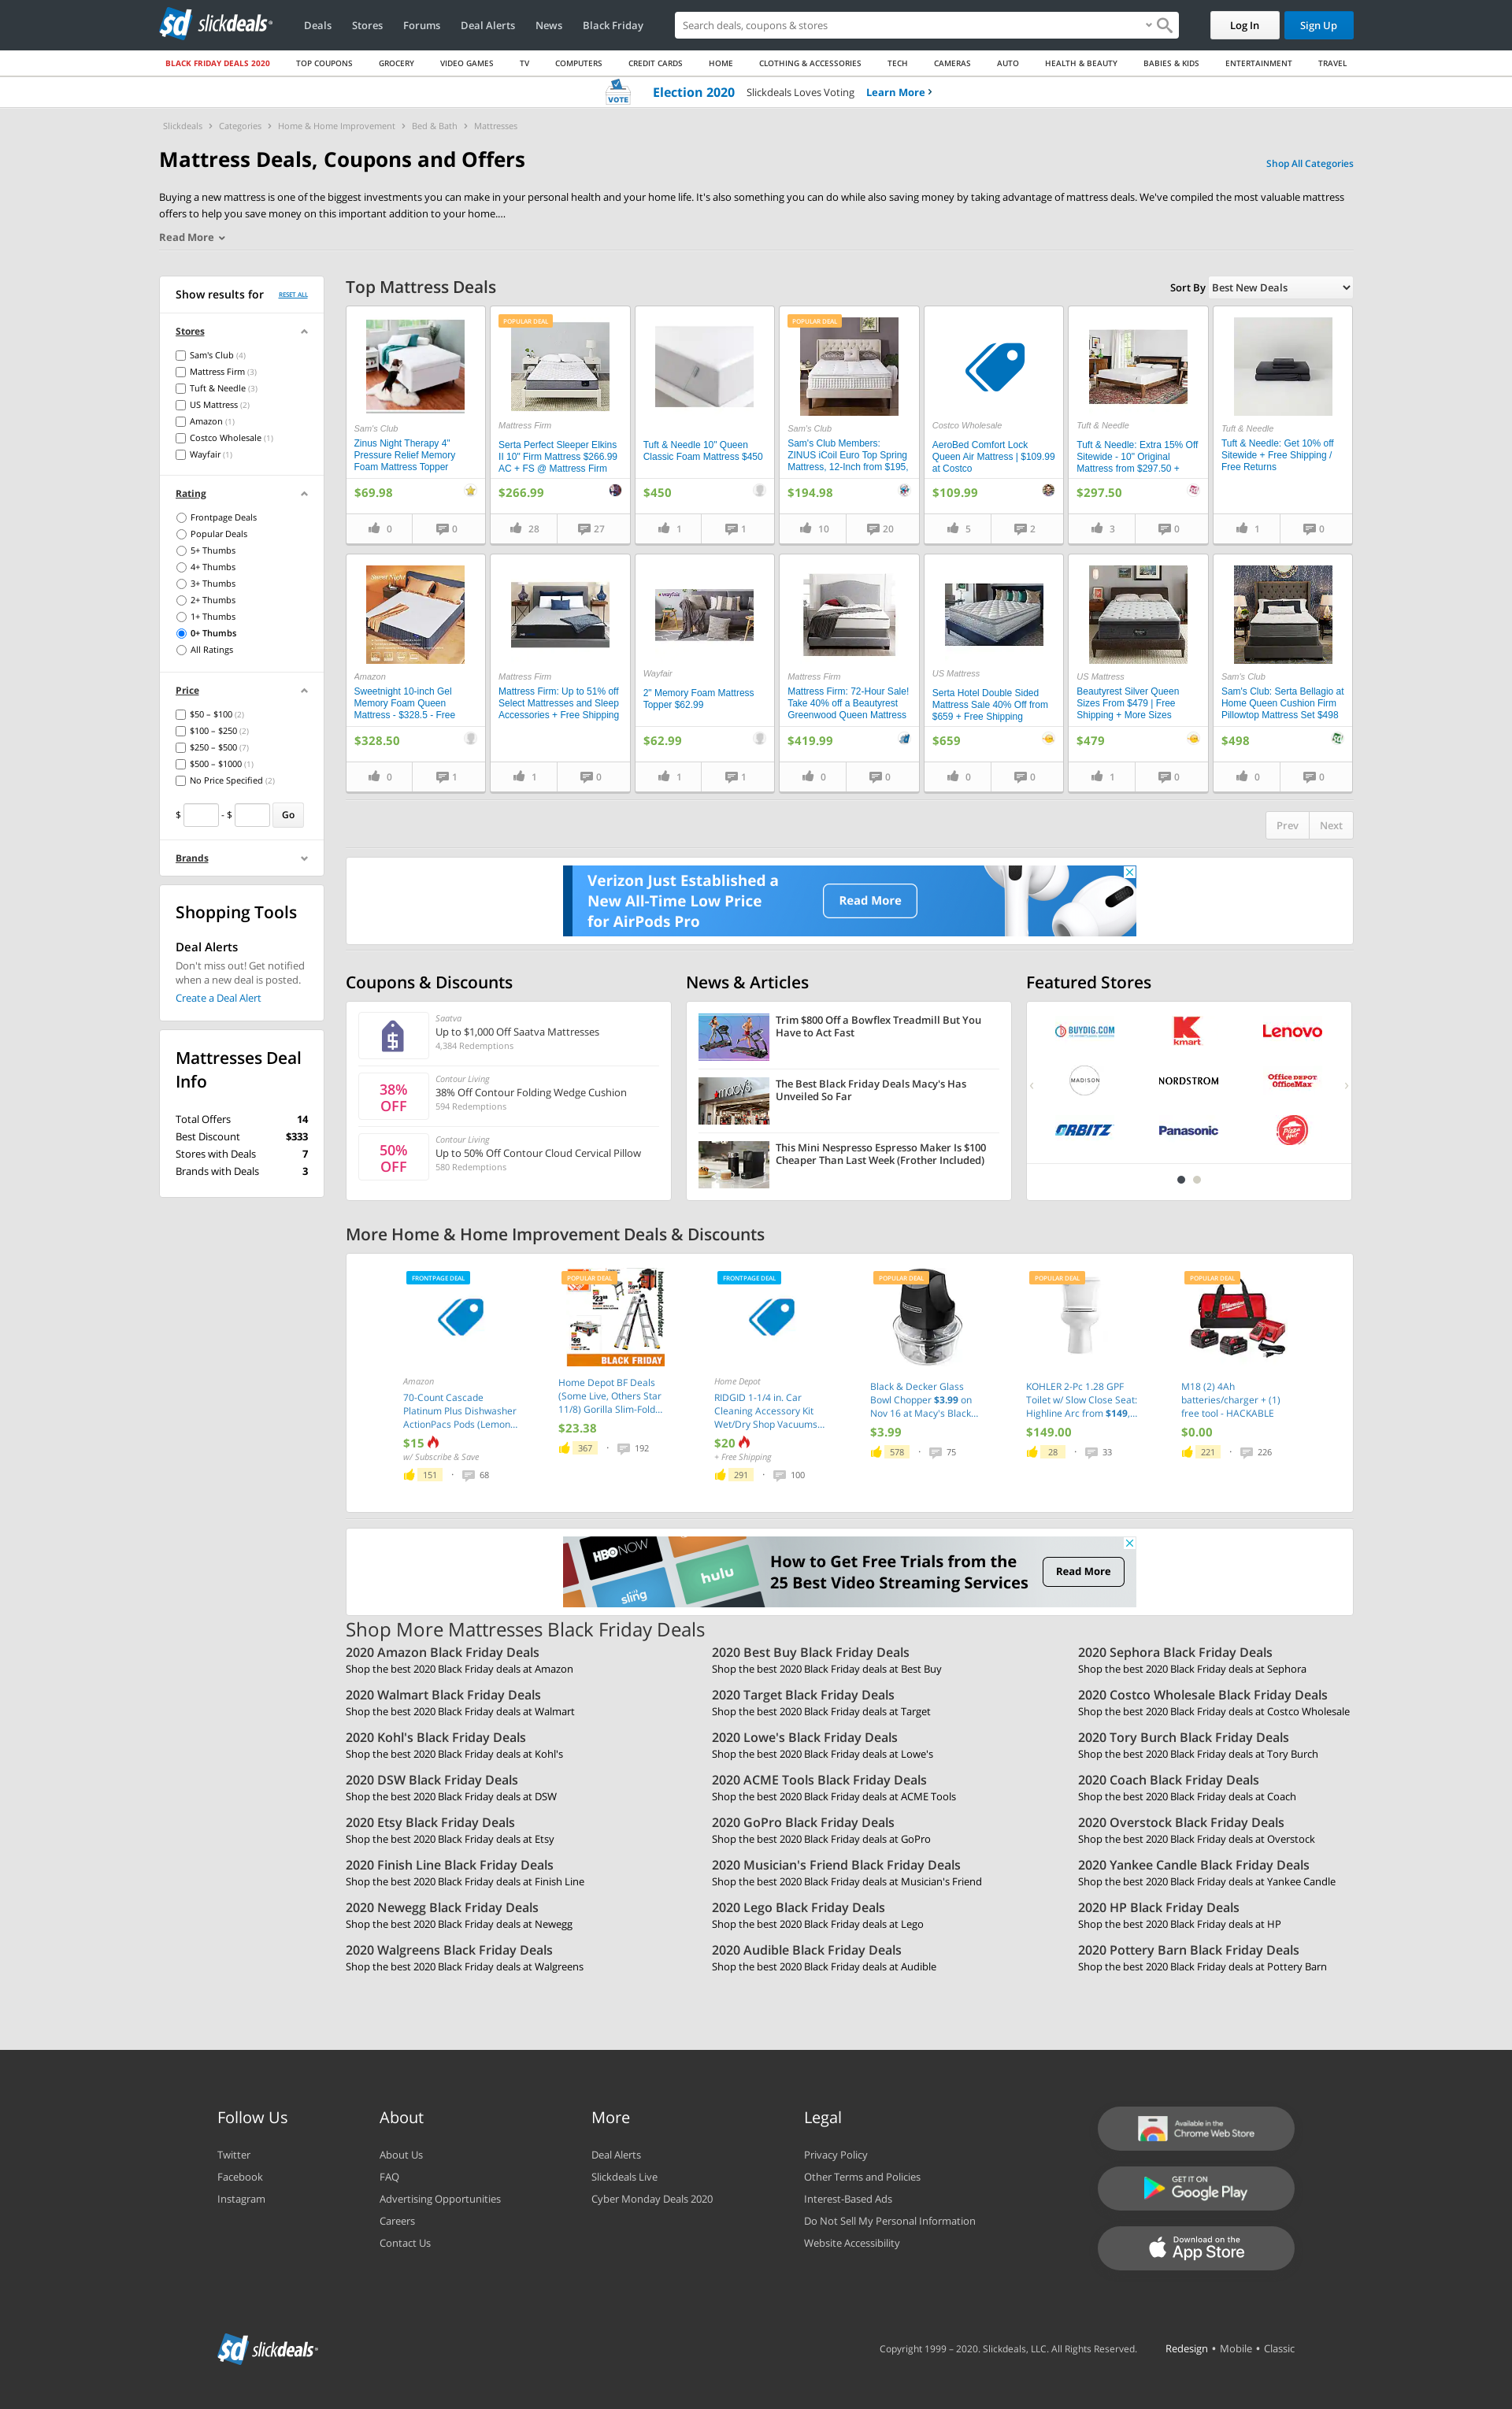 sd slickdeals
Deals Stores Forums Deal Alerts News Black Friday
Search deals, coupons & stores
Log In
Sign Up
BLACK FRIDAY DEALS 2020 TOP COUPONS GROCERY VIDEO GAMES TV COMPUTERS CREDIT CARDS HOME CLOTHING & ACCESSORIES TECH CAMERAS AUTO HEALTH & BEAUTY BABIES & KIDS ENTERTAINMENT TRAVEL
VOTE Election 2020 Slickdeals Loves Voting Learn More
Slickdeals Categories Home & Home Improvement Bed & Bath Mattresses
Mattress Deals, Coupons and Offers
Shop All Categories
Buying a new mattress is one of the biggest investments you can make in your personal health and your home life. It's also something you can do while also saving money by taking advantage of mattress deals. We've compiled the most valuable mattress
offers to help you save money on this important addition to your home....
Read More
Show results for
RESET ALL
Stores
Sam's Club (4)
Mattress Firm (3)
Tuft & Needle (3)
US Mattress (2)
Amazon (1)
Costco Wholesale (1)
Wayfair (1)
Rating
Frontpage Deals
Popular Deals
5+ Thumbs
4+ Thumbs
3+ Thumbs
2+ Thumbs
1+ Thumbs
0+ Thumbs
All Ratings
Price
$50 – $100 (2)
$100 – $250 (2)
$250 – $500 (7)
$500 – $1000 (1)
No Price Specified (2)
$ - $ Go
Brands
Shopping Tools
Deal Alerts
Don't miss out! Get notified
when a new deal is posted.
Create a Deal Alert
Mattresses Deal
Info
Total Offers 14
Best Discount $333
Stores with Deals 7
Brands with Deals 3
Top Mattress Deals
Sort By Best New Deals
Sam's Club
Zinus Night Therapy 4"
Pressure Relief Memory
Foam Mattress Topper
$69.98
0 0
POPULAR DEAL
Mattress Firm
Serta Perfect Sleeper Elkins
II 10" Firm Mattress $266.99
AC + FS @ Mattress Firm
$266.99
28 27
Tuft & Needle 10" Queen
Classic Foam Mattress $450
$450
1 1
POPULAR DEAL
Sam's Club
Sam's Club Members:
ZINUS iCoil Euro Top Spring
Mattress, 12-Inch from $195,
$194.98
10 20
Costco Wholesale
AeroBed Comfort Lock
Queen Air Mattress | $109.99
at Costco
$109.99
5 2
Tuft & Needle
Tuft & Needle: Extra 15% Off
Sitewide - 10" Original
Mattress from $297.50 +
$297.50
3 0
Tuft & Needle
Tuft & Needle: Get 10% off
Sitewide + Free Shipping /
Free Returns
1 0
Sweet Night
Amazon
Sweetnight 10-inch Gel
Memory Foam Queen
Mattress - $328.5 - Free
$328.50
0 1
Mattress Firm
Mattress Firm: Up to 51% off
Select Mattresses and Sleep
Accessories + Free Shipping
1 0
wayfair
Wayfair
2" Memory Foam Mattress
Topper $62.99
$62.99
1 1
Mattress Firm
Mattress Firm: 72-Hour Sale!
Take 40% off a Beautyrest
Greenwood Queen Mattress
$419.99
0 0
US Mattress
Serta Hotel Double Sided
Mattress Sale 40% Off from
$659 + Free Shipping
$659
0 0
US Mattress
Beautyrest Silver Queen
Sizes From $479 | Free
Shipping + More Sizes
$479
1 0
Sam's Club
Sam's Club: Serta Bellagio at
Home Queen Cushion Firm
Pillowtop Mattress Set $498
$498
0 0
Prev Next
Verizon Just Established a
New All-Time Low Price
for AirPods Pro
Read More
Coupons & Discounts
Saatva
Up to $1,000 Off Saatva Mattresses
4,384 Redemptions
38%
OFF
Contour Living
38% Off Contour Folding Wedge Cushion
594 Redemptions
50%
OFF
Contour Living
Up to 50% Off Contour Cloud Cervical Pillow
580 Redemptions
News & Articles
Trim $800 Off a Bowflex Treadmill But You
Have to Act Fast
macy's
The Best Black Friday Deals Macy's Has
Unveiled So Far
This Mini Nespresso Espresso Maker Is $100
Cheaper Than Last Week (Frother Included)
Featured Stores
BUYDIG.COM
K kmart
Lenovo
MADISON
NORDSTROM
Office DEPOT
OfficeMax
ORBITZ
Panasonic
Pizza Hut
More Home & Home Improvement Deals & Discounts
FRONTPAGE DEAL
Amazon
70-Count Cascade
Platinum Plus Dishwasher
ActionPacs Pods (Lemon...
$15
w/ Subscribe & Save
151 · 68
POPULAR DEAL
$23.88
$99
homedepot.com/decor
BLACK FRIDAY
Home Depot BF Deals
(Some Live, Others Star
11/8) Gorilla Slim-Fold...
$23.38
367 · 192
FRONTPAGE DEAL
Home Depot
RIDGID 1-1/4 in. Car
Cleaning Accessory Kit
Wet/Dry Shop Vacuums...
$20
+ Free Shipping
291 · 100
POPULAR DEAL
Black & Decker Glass
Bowl Chopper $3.99 on
Nov 16 at Macy's Black...
$3.99
578 · 75
POPULAR DEAL
KOHLER 2-Pc 1.28 GPF
Toilet w/ Slow Close Seat:
Highline Arc from $149,...
$149.00
28 · 33
POPULAR DEAL
Milwaukee
M18 (2) 4Ah
batteries/charger + (1)
free tool - HACKABLE
$0.00
221 · 226
HBO NOW
hulu
sling
How to Get Free Trials from the
25 Best Video Streaming Services
Read More
Shop More Mattresses Black Friday Deals
2020 Amazon Black Friday Deals
Shop the best 2020 Black Friday deals at Amazon
2020 Best Buy Black Friday Deals
Shop the best 2020 Black Friday deals at Best Buy
2020 Sephora Black Friday Deals
Shop the best 2020 Black Friday deals at Sephora
2020 Walmart Black Friday Deals
Shop the best 2020 Black Friday deals at Walmart
2020 Target Black Friday Deals
Shop the best 2020 Black Friday deals at Target
2020 Costco Wholesale Black Friday Deals
Shop the best 2020 Black Friday deals at Costco Wholesale
2020 Kohl's Black Friday Deals
Shop the best 2020 Black Friday deals at Kohl's
2020 Lowe's Black Friday Deals
Shop the best 2020 Black Friday deals at Lowe's
2020 Tory Burch Black Friday Deals
Shop the best 2020 Black Friday deals at Tory Burch
2020 DSW Black Friday Deals
Shop the best 2020 Black Friday deals at DSW
2020 ACME Tools Black Friday Deals
Shop the best 2020 Black Friday deals at ACME Tools
2020 Coach Black Friday Deals
Shop the best 2020 Black Friday deals at Coach
2020 Etsy Black Friday Deals
Shop the best 2020 Black Friday deals at Etsy
2020 GoPro Black Friday Deals
Shop the best 2020 Black Friday deals at GoPro
2020 Overstock Black Friday Deals
Shop the best 2020 Black Friday deals at Overstock
2020 Finish Line Black Friday Deals
Shop the best 2020 Black Friday deals at Finish Line
2020 Musician's Friend Black Friday Deals
Shop the best 2020 Black Friday deals at Musician's Friend
2020 Yankee Candle Black Friday Deals
Shop the best 2020 Black Friday deals at Yankee Candle
2020 Newegg Black Friday Deals
Shop the best 2020 Black Friday deals at Newegg
2020 Lego Black Friday Deals
Shop the best 2020 Black Friday deals at Lego
2020 HP Black Friday Deals
Shop the best 2020 Black Friday deals at HP
2020 Walgreens Black Friday Deals
Shop the best 2020 Black Friday deals at Walgreens
2020 Audible Black Friday Deals
Shop the best 2020 Black Friday deals at Audible
2020 Pottery Barn Black Friday Deals
Shop the best 2020 Black Friday deals at Pottery Barn
Follow Us
Twitter
Facebook
Instagram
About
About Us
FAQ
Advertising Opportunities
Careers
Contact Us
More
Deal Alerts
Slickdeals Live
Cyber Monday Deals 2020
Legal
Privacy Policy
Other Terms and Policies
Interest-Based Ads
Do Not Sell My Personal Information
Website Accessibility
Available in the
Chrome Web Store
GET IT ON
Google Play
Download on the
App Store
sd slickdeals
Copyright 1999 – 2020. Slickdeals, LLC. All Rights Reserved.
Redesign • Mobile • Classic